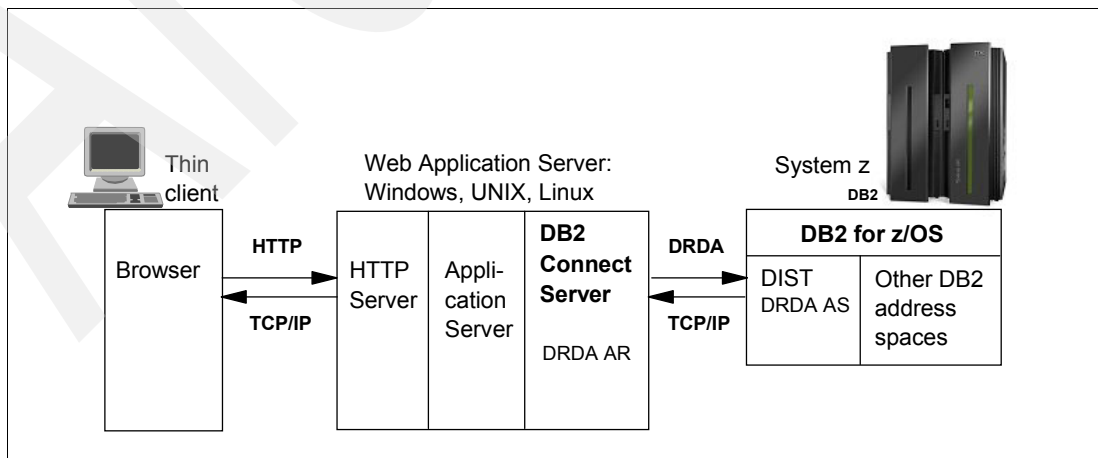 Thin
client
Web Application Server:
Windows, UNIX, Linux
System z
DB2
Browser
HTTP
TCP/IP
HTTP
Server
Appli-
cation
Server
DB2
Connect
Server
DRDA AR
DRDA
TCP/IP
DB2 for z/OS
DIST
DRDA AS
Other DB2
address
spaces